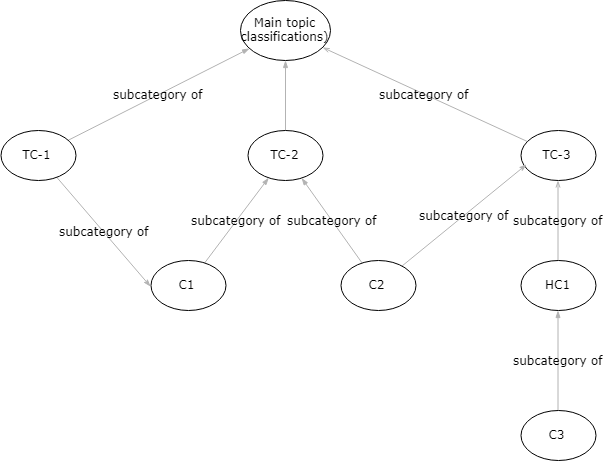 Main topic
classifications)
subcategory of
subcategory of
TC-1
TC-2
TC-3
subcategory of
subcategory of
subcategory of
subcategory of
subcategory of
C1
C2
HC1
subcategory of
C3